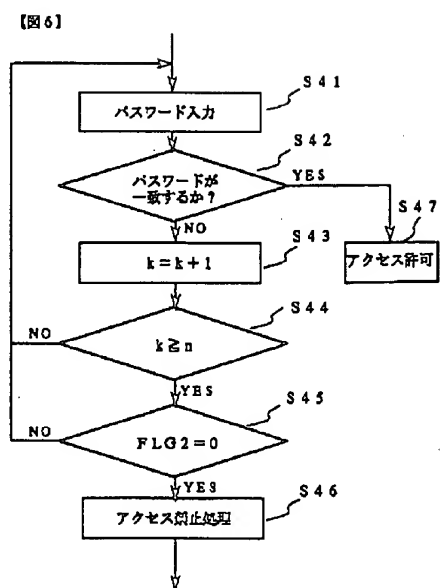 【図6】
S41
パスワード入力
S42
パスワードが
一致するか?
YES
S47
アクセス許可
NO
S43
k=k+1
S44
NO
k≧n
YES
S45
NO
FLG2=0
YES
S46
アクセス禁止処理